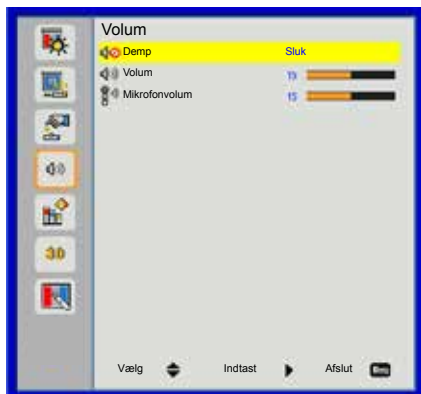 Volum
Demp Sluk
Volum 15
Mikrofonvolum 15
3D
Vælg Indtast Afslut